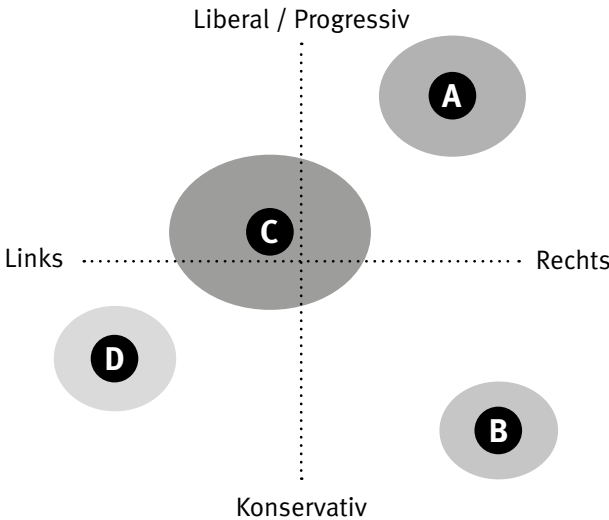 Liberal / Progressiv
A
C
Links
Rechts
D
B
Konservativ